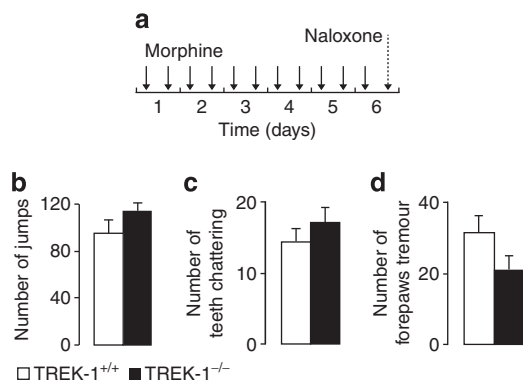 a
Morphine
Naloxone
1 2 3 4 5 6
Time (days)
b
Number of jumps
120
80
40
0
c
Number of
teeth chattering
20
10
0
d
Number of
forepaws tremour
40
20
0
TREK-1+/+ TREK-1−/−